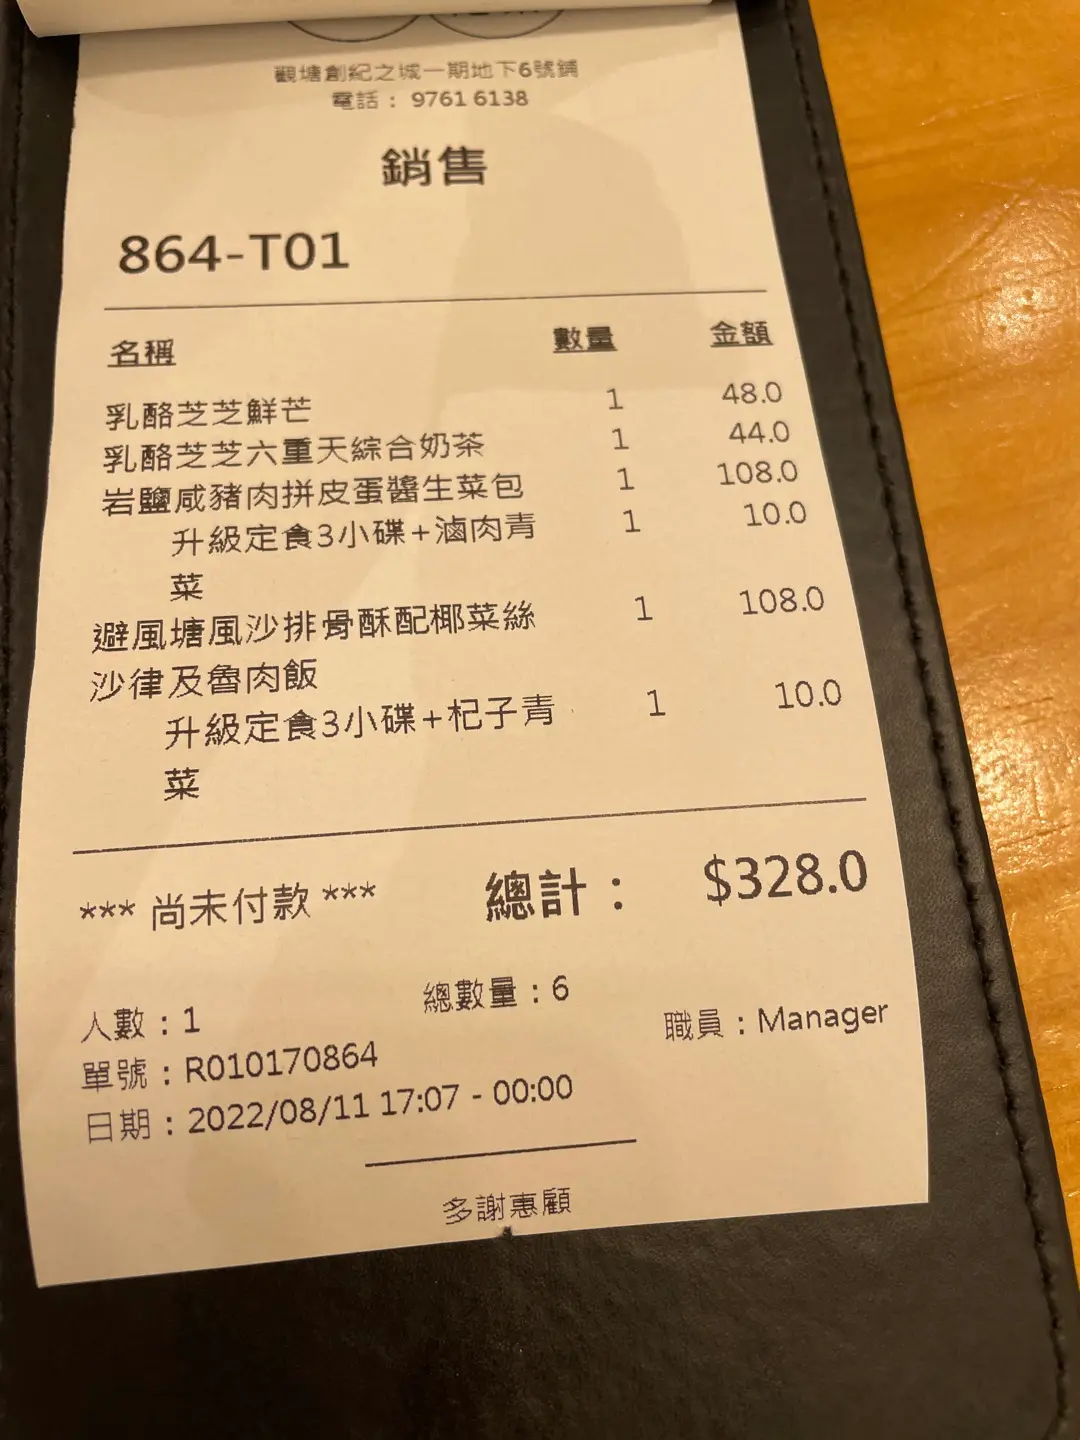 觀塘創紀之城一期地下6號鋪
電話： 9761 6138
銷售
864-T01
名稱 數量 金額
乳酪芝芝鮮芒 1 48.0
乳酪芝芝六重天綜合奶茶 1 44.0
岩鹽咸豬肉拼皮蛋醬生菜包 1 108.0
升級定食3小碟+滷肉青 1 10.0
菜
避風塘風沙排骨酥配椰菜絲 1 108.0
沙律及魯肉飯
升級定食3小碟+杞子青 1 10.0
菜
*** 尚未付款 *** 總計： $328.0
人數：1 總數量：6
單號：R010170864 職員：Manager
日期：2022/08/11 17:07 - 00:00
多謝惠顧